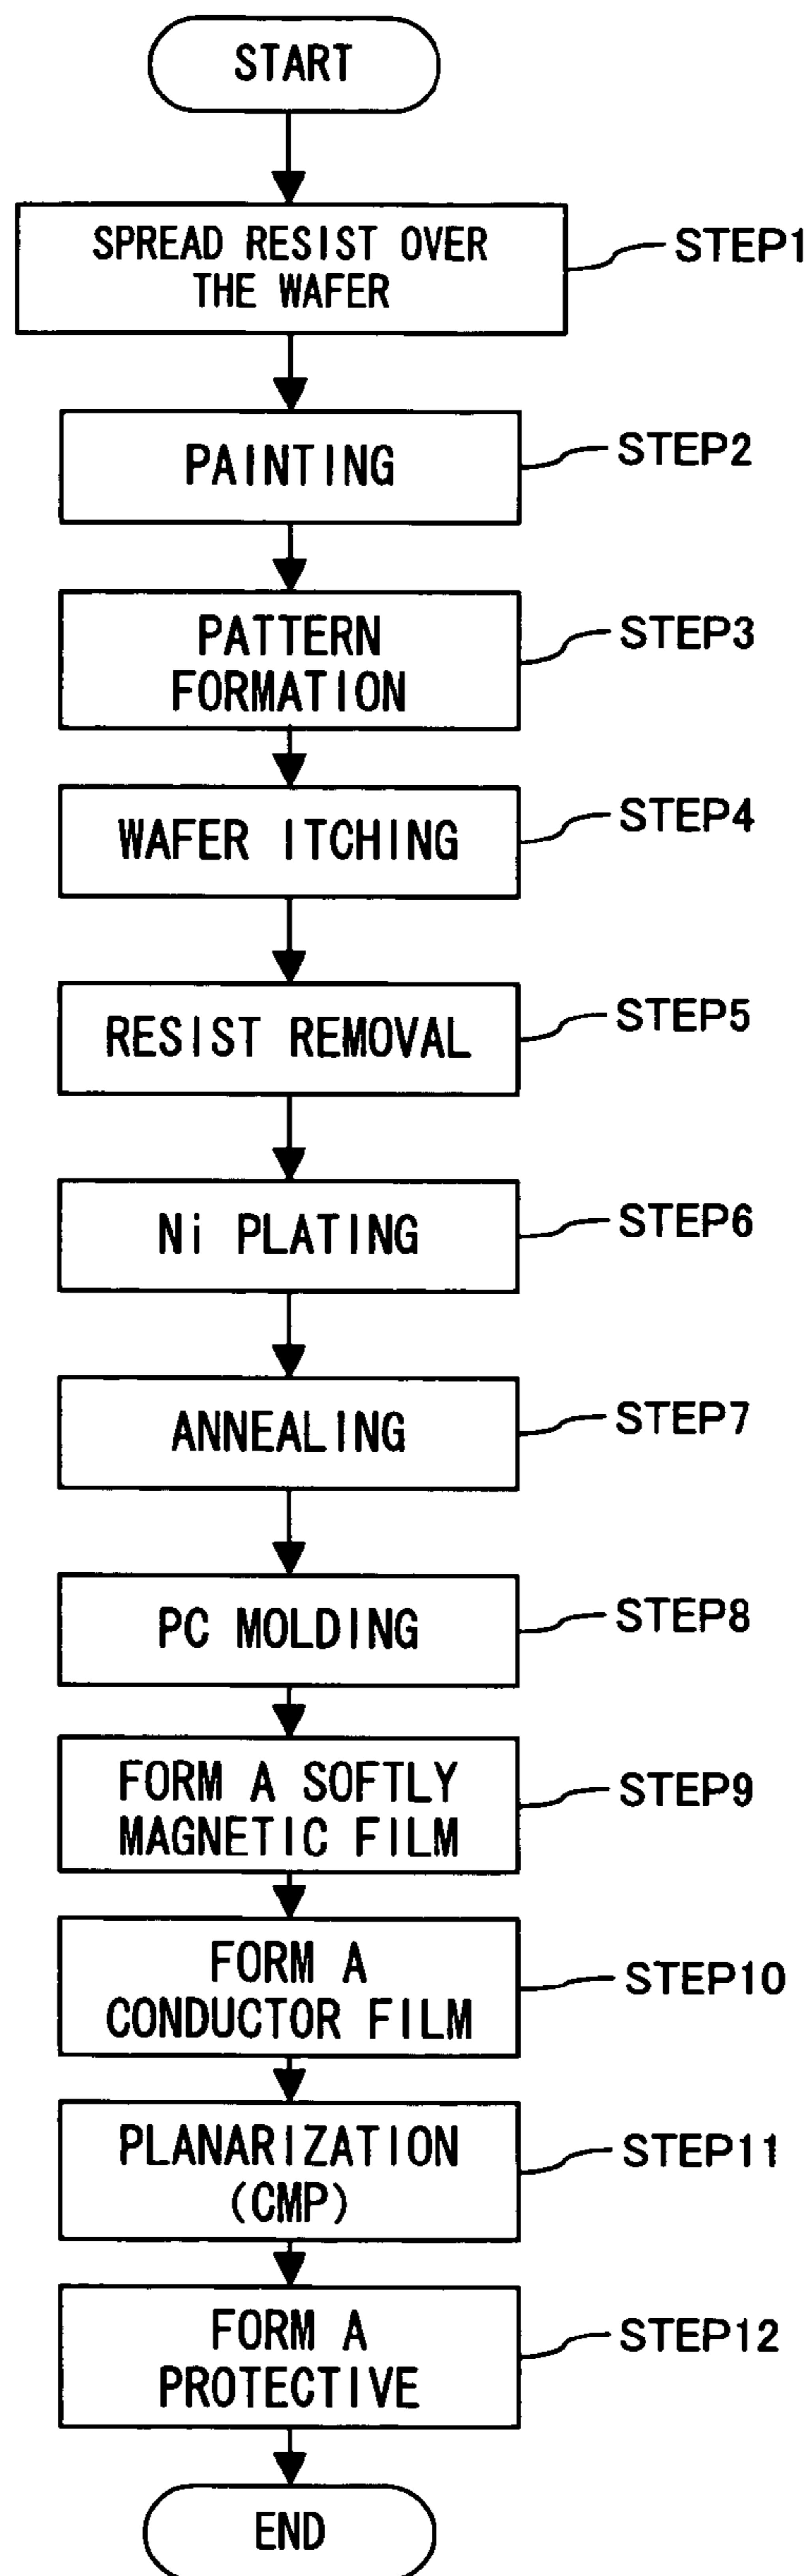 START
SPREAD RESIST OVER
THE WAFER
STEP1
PAINTING
STEP2
PATTERN
FORMATION
STEP3
WAFER ITCHING
STEP4
RESIST REMOVAL
STEP5
Ni PLATING
STEP6
ANNEALING
STEP7
PC MOLDING
STEP8
FORM A SOFTLY
MAGNETIC FILM
STEP9
FORM A
CONDUCTOR FILM
STEP10
PLANARIZATION
(CMP)
STEP11
FORM A
PROTECTIVE
STEP12
END